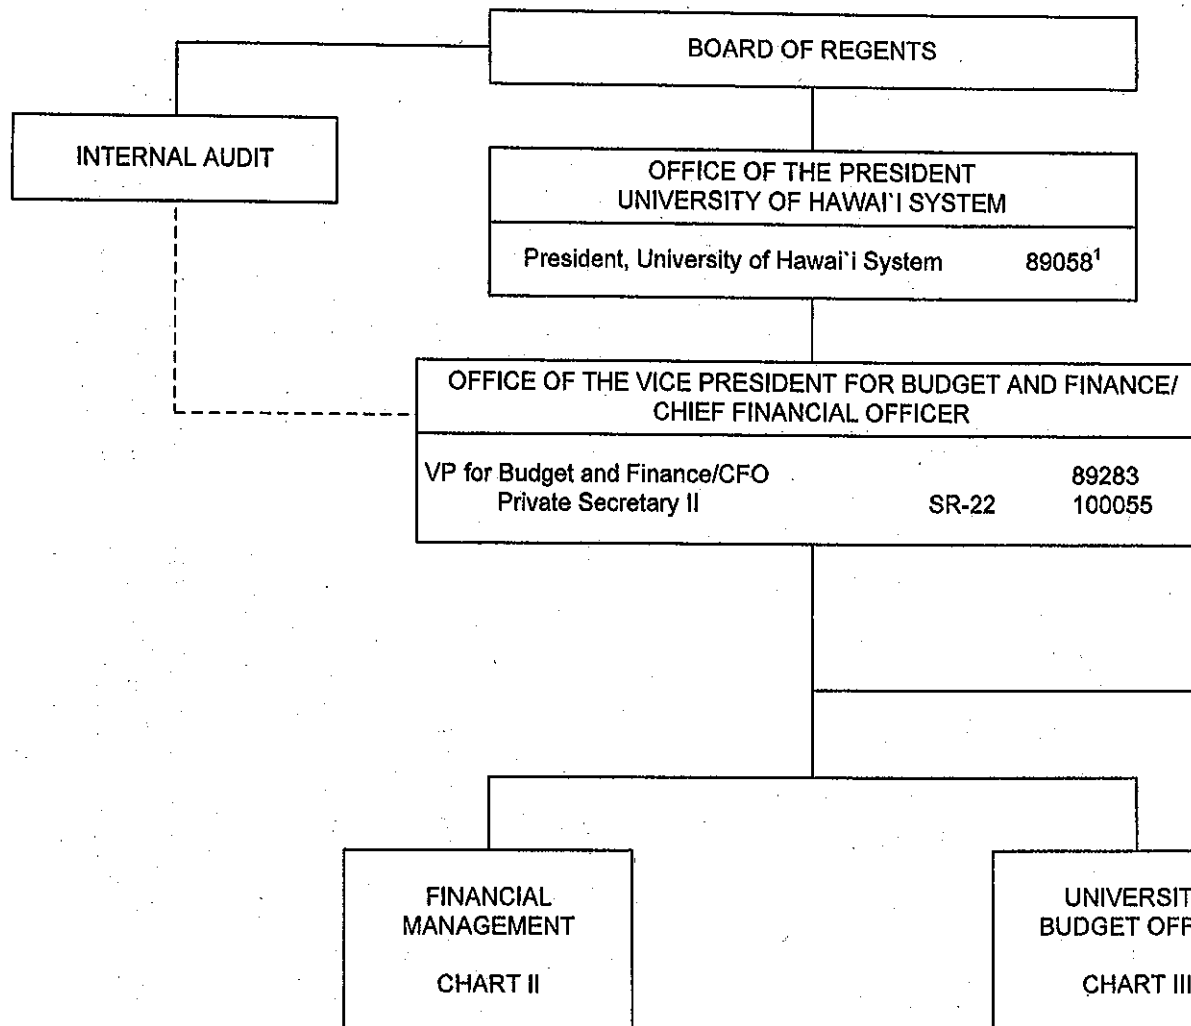 BOARD OF REGENTS
INTERNAL AUDIT
OFFICE OF THE PRESIDENT
UNIVERSITY OF HAWAI`I SYSTEM
President, University of Hawai`i System 89058¹
OFFICE OF THE VICE PRESIDENT FOR BUDGET AND FINANCE/
CHIEF FINANCIAL OFFICER
VP for Budget and Finance/CFO 89283
Private Secretary II SR-22 100055
FINANCIAL
MANAGEMENT
CHART II
BUDGET
CHART III